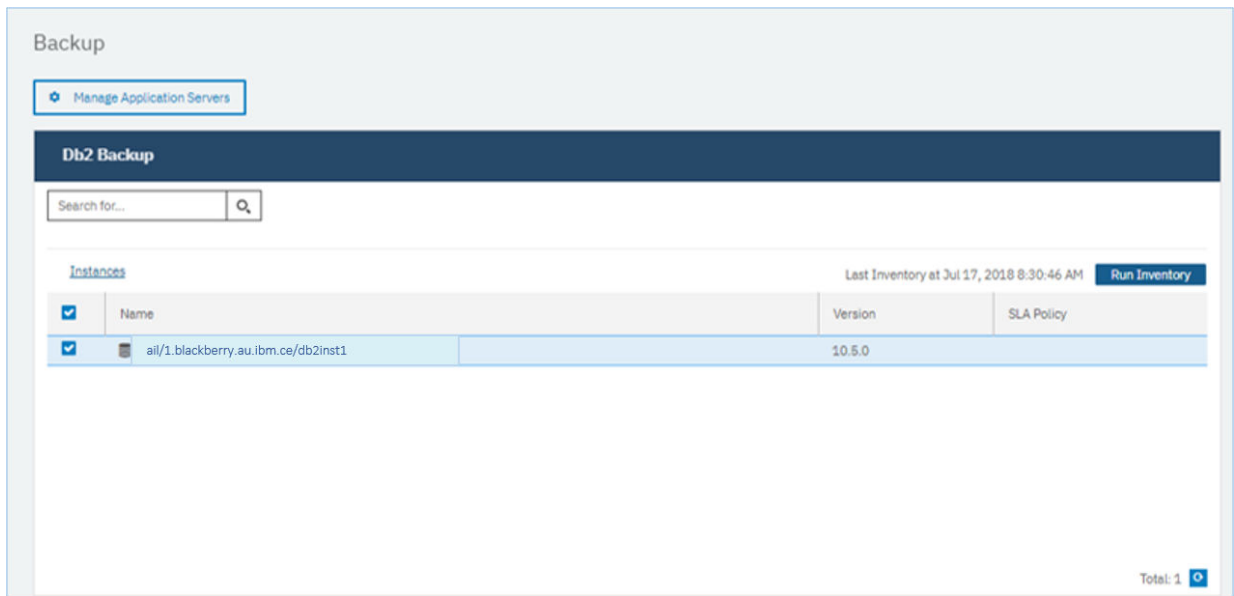 Backup
Manage Application Servers
Db2 Backup
Search for...
Instances Last Inventory at Jul 17, 2018 8:30:46 AM Run Inventory
Name Version SLA Policy
ail/1.blackberry.au.ibm.ce/db2inst1 10.5.0
Total: 1